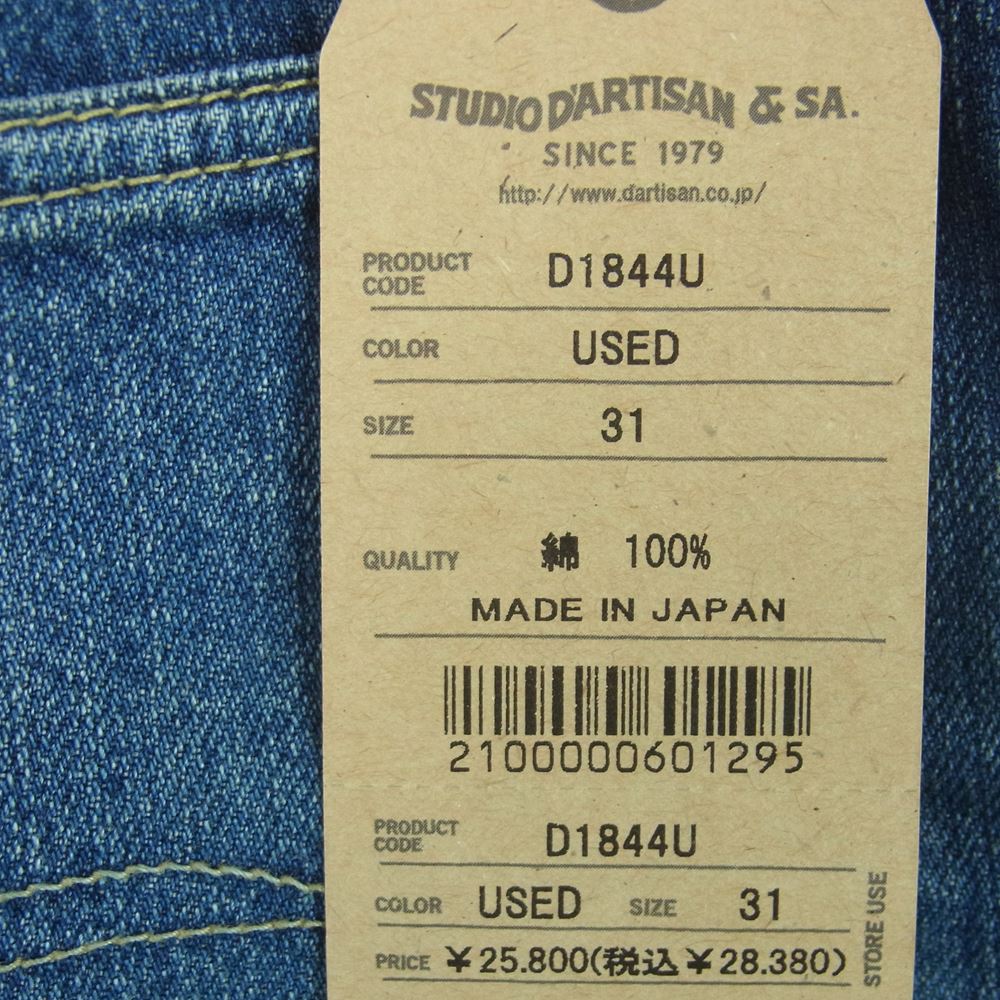 STUDIO D'ARTISAN & SA.
SINCE 1979
http://www.dartisan.co.jp/
PRODUCT CODE D1844U
COLOR USED
SIZE 31
QUALITY 綿 100%
MADE IN JAPAN
2100000601295
PRODUCT CODE D1844U
COLOR USED SIZE 31
PRICE ¥25.800(税込¥28.380)
STORE USE